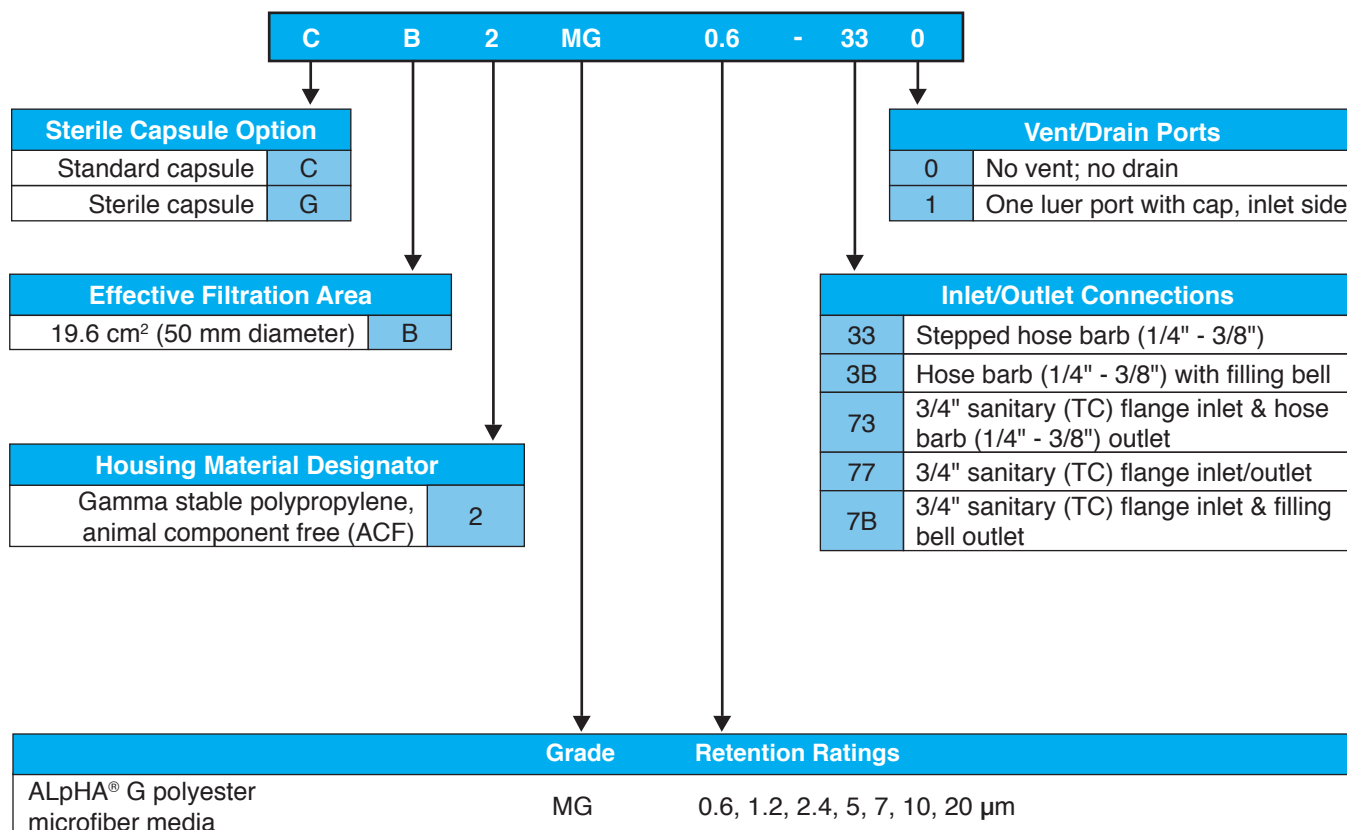 C B 2 MG 0.6 - 33 0
Sterile Capsule Option
Standard capsule C
Sterile capsule G
Effective Filtration Area
19.6 cm² (50 mm diameter) B
Housing Material Designator
Gamma stable polypropylene,
animal component free (ACF) 2
Vent/Drain Ports
0 No vent; no drain
1 One luer port with cap, inlet side
Inlet/Outlet Connections
33 Stepped hose barb (1/4" - 3/8")
3B Hose barb (1/4" - 3/8") with filling bell
73 3/4" sanitary (TC) flange inlet & hose
barb (1/4" - 3/8") outlet
77 3/4" sanitary (TC) flange inlet/outlet
7B 3/4" sanitary (TC) flange inlet & filling
bell outlet
Grade Retention Ratings
ALpHA® G polyester
microfiber media MG 0.6, 1.2, 2.4, 5, 7, 10, 20 µm